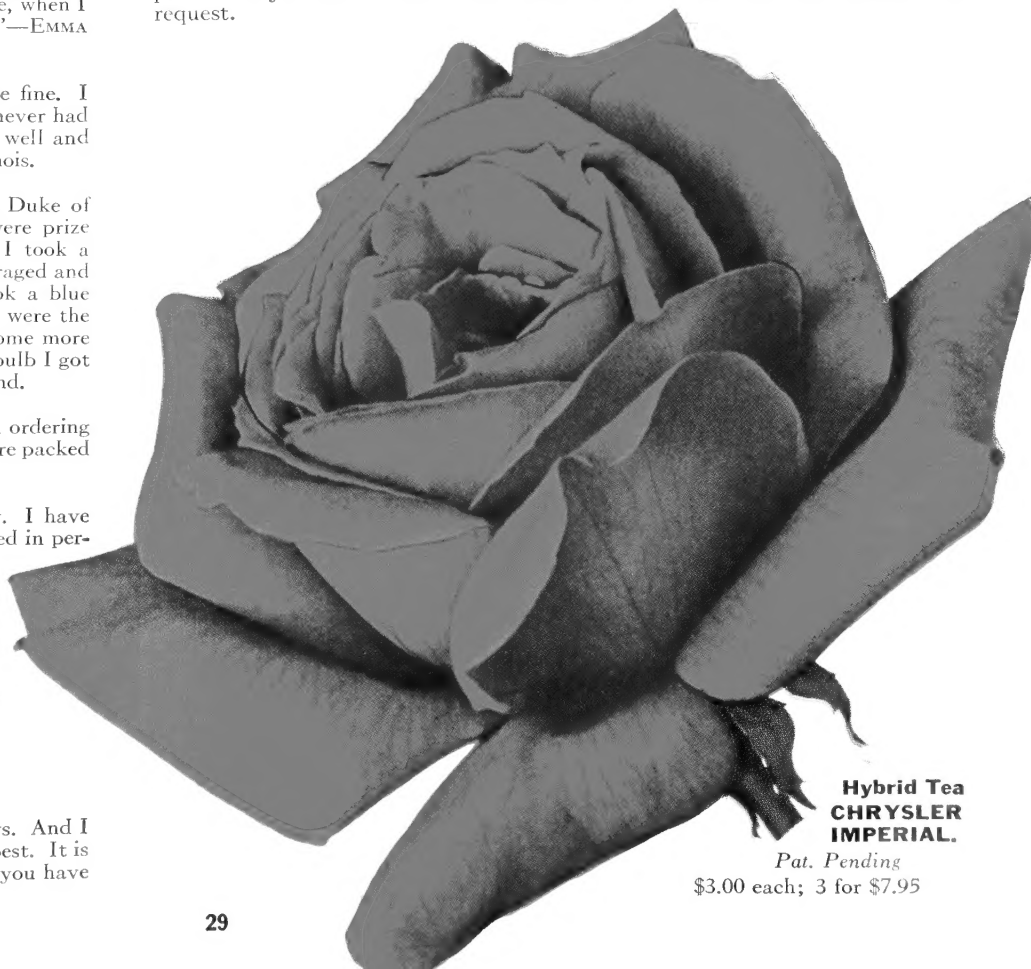 e, when I
"—EMMA
e fine. I
never had
well and
nois.
Duke of
vere prize
I took a
raged and
ok a blue
were the
ome more
bulb I got
nd.
ordering
re packed
. I have
ed in per-
s. And I
best. It is
you have
request.
Hybrid Tea
CHRYSLER
IMPERIAL.
Pat. Pending
$3.00 each; 3 for $7.95
29